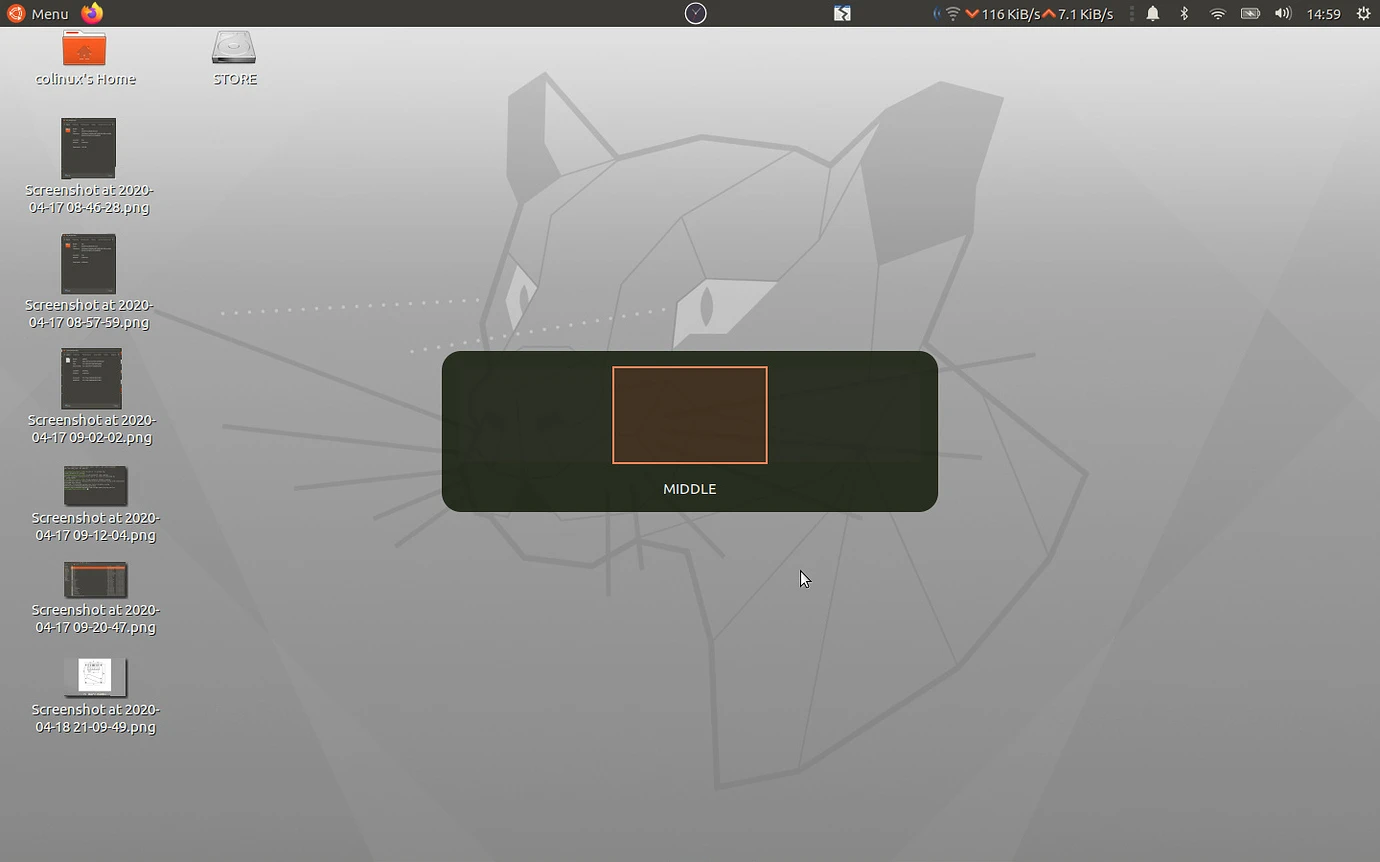 Menu
116 KiB/s
7.1 KiB/s
14:59
colinux's Home
STORE
Screenshot at 2020-
04-17 08-46-28.png
Screenshot at 2020-
04-17 08-57-59.png
Screenshot at 2020-
04-17 09-02-02.png
Screenshot at 2020-
04-17 09-12-04.png
Screenshot at 2020-
04-17 09-20-47.png
Screenshot at 2020-
04-18 21-09-49.png
MIDDLE